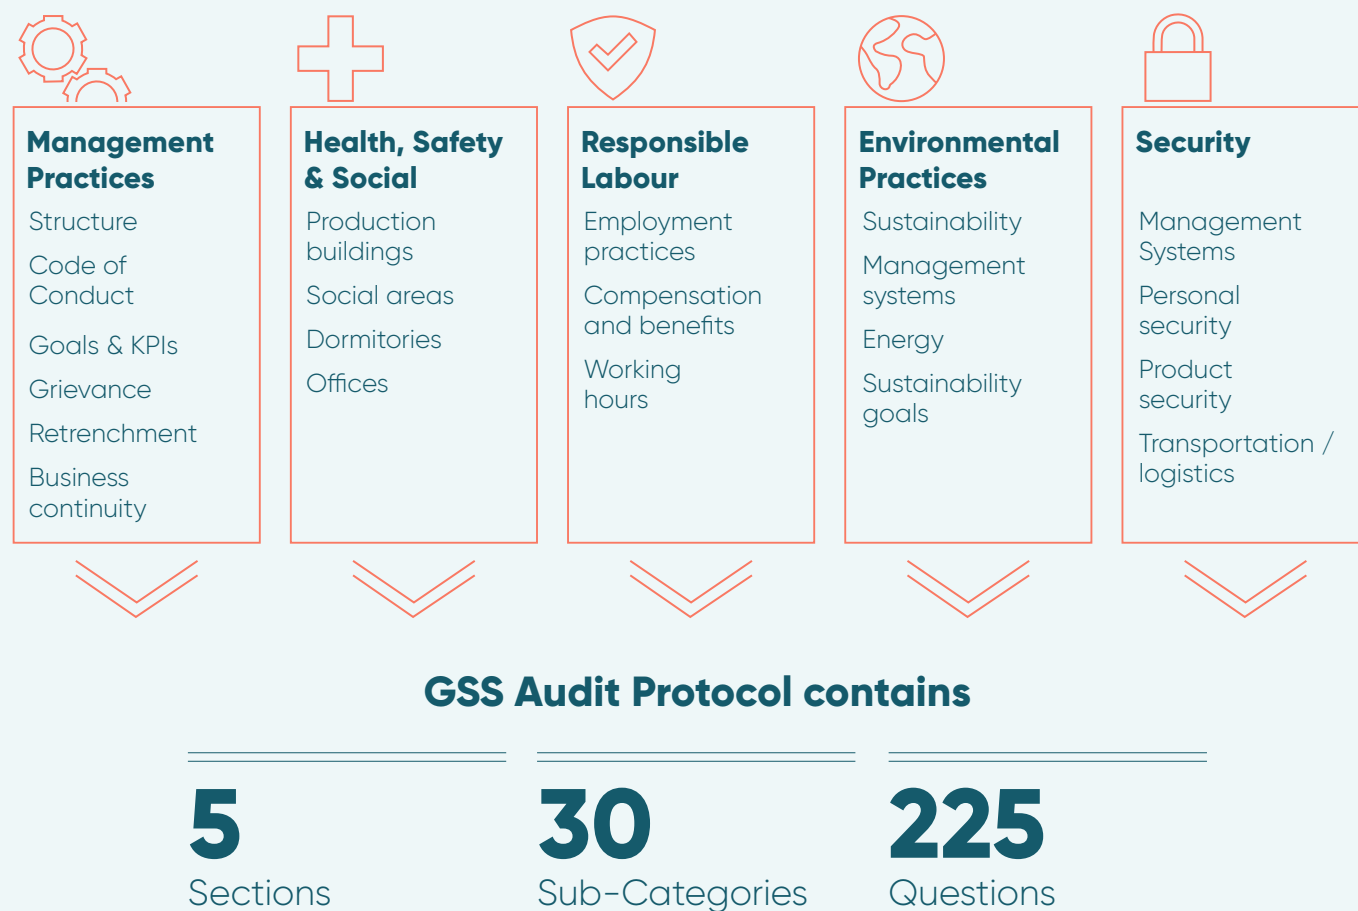 Management
Practices
Structure
Code of
Conduct
Goals & KPIs
Grievance
Retrenchment
Business
continuity
Health, Safety
& Social
Production
buildings
Social areas
Dormitories
Offices
Responsible
Labour
Employment
practices
Compensation
and benefits
Working
hours
Environmental
Practices
Sustainability
Management
systems
Energy
Sustainability
goals
Security
Management
Systems
Personal
security
Product
security
Transportation /
logistics
GSS Audit Protocol contains
5
Sections
30
Sub-Categories
225
Questions